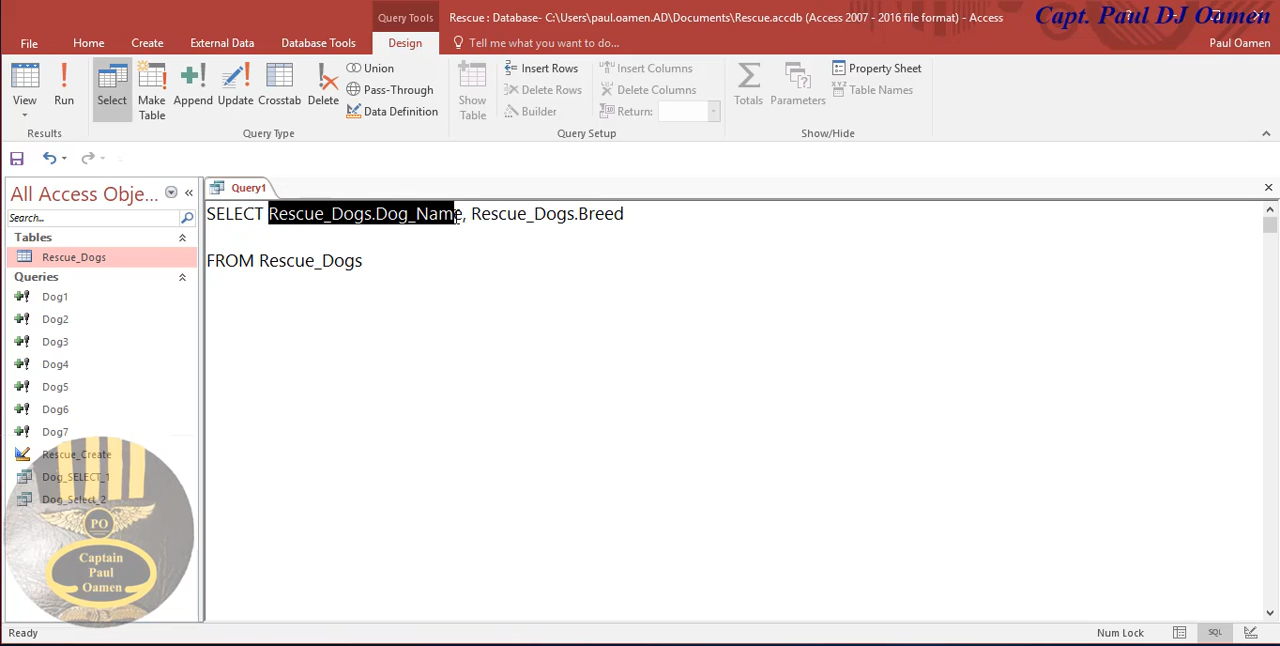 Query Tools
Rescue : Database- C:\Users\paul.oamen.AD\Documents\Rescue.accdb (Access 2007 - 2016 file format) - Access
Capt. Paul DJ Oamen
File
Home
Create
External Data
Database Tools
Design
Tell me what you want to do...
Paul Oamen
View
Run
Select
Make Table
Append
Update
Crosstab
Delete
Union
Pass-Through
Data Definition
Show Table
Insert Rows
Delete Rows
Builder
Insert Columns
Delete Columns
Return:
Totals
Parameters
Property Sheet
Table Names
Results
Query Type
Query Setup
Show/Hide
All Access Obje...
Search...
Tables
Rescue_Dogs
Queries
Dog1
Dog2
Dog3
Dog4
Dog5
Dog6
Dog7
Rescue_Create
Dog_SELECT_1
Dog_Select_2
PO
Captain
Paul
Oamen
Query1
SELECT Rescue_Dogs.Dog_Name, Rescue_Dogs.Breed
FROM Rescue_Dogs
Ready
Num Lock
SQL